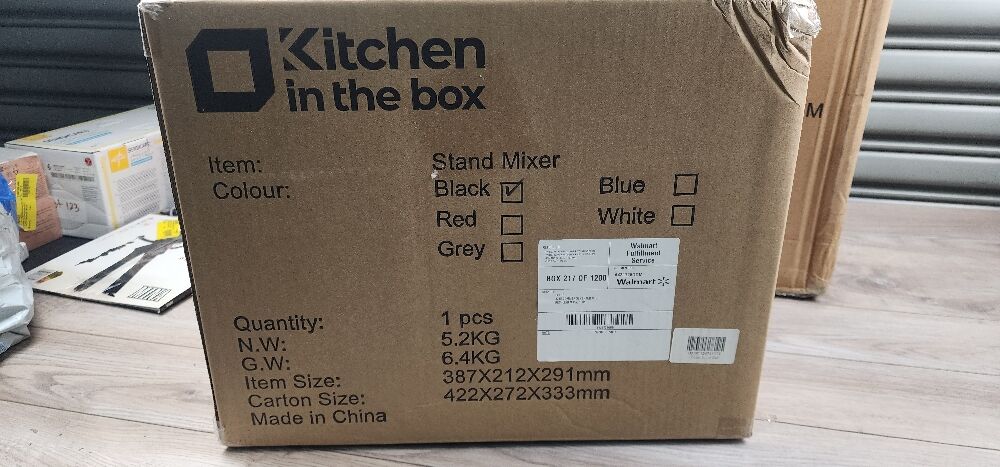 Kitchen
in the box
Item: Stand Mixer
Colour: Black Blue
Red White
Grey
Walmart
Fulfillment
Service
BOX 217 OF 1200
Walmart
Quantity: 1 pcs
N.W.: 5.2KG
G.W.: 6.4KG
Item Size: 387X212X291mm
Carton Size: 422X272X333mm
Made in China
M
123